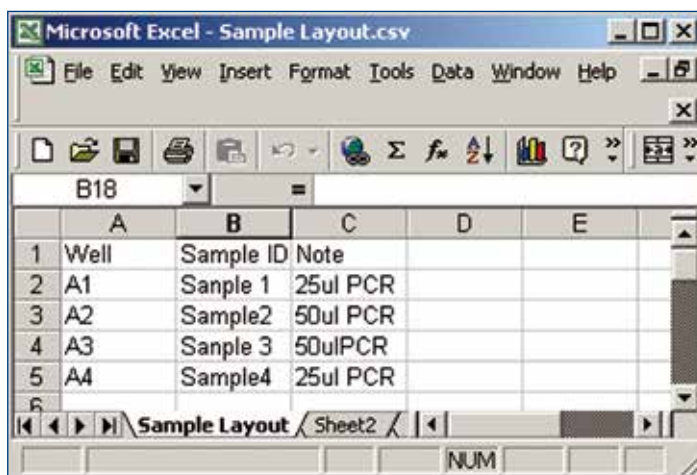 Microsoft Excel - Sample Layout.csv
File Edit View Insert Format Tools Data Window Help
B18 =
A B C D E
1 Well Sample ID Note
2 A1 Sanple 1 25ul PCR
3 A2 Sample2 50ul PCR
4 A3 Sanple 3 50ulPCR
5 A4 Sample4 25ul PCR
6
Sample Layout Sheet2
NUM